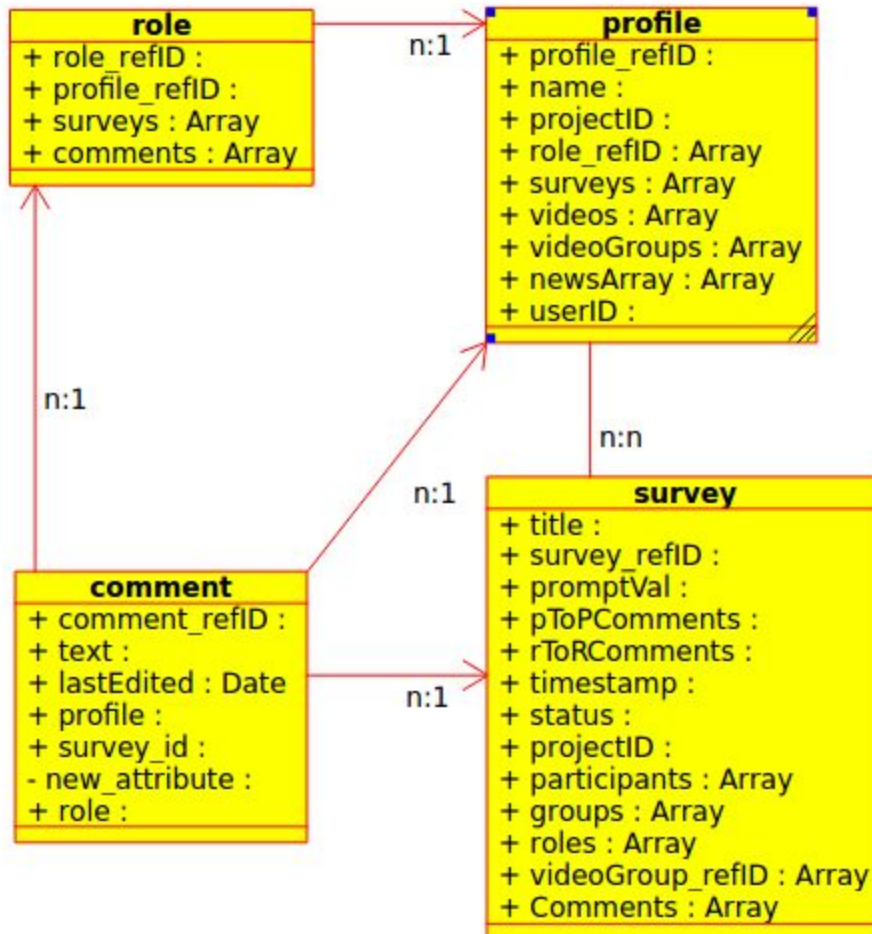 role
+ role_refID :
+ profile_refID :
+ surveys : Array
+ comments : Array
n:1
profile
+ profile_refID :
+ name :
+ projectID :
+ role_refID : Array
+ surveys : Array
+ videos : Array
+ videoGroups : Array
+ newsArray : Array
+ userID :
n:1
n:n
n:1
comment
+ comment_refID :
+ text :
+ lastEdited : Date
+ profile :
+ survey_id :
- new_attribute :
+ role :
n:1
survey
+ title :
+ survey_refID :
+ promptVal :
+ pToPComments :
+ rToRComments :
+ timestamp :
+ status :
+ projectID :
+ participants : Array
+ groups : Array
+ roles : Array
+ videoGroup_refID : Array
+ Comments : Array